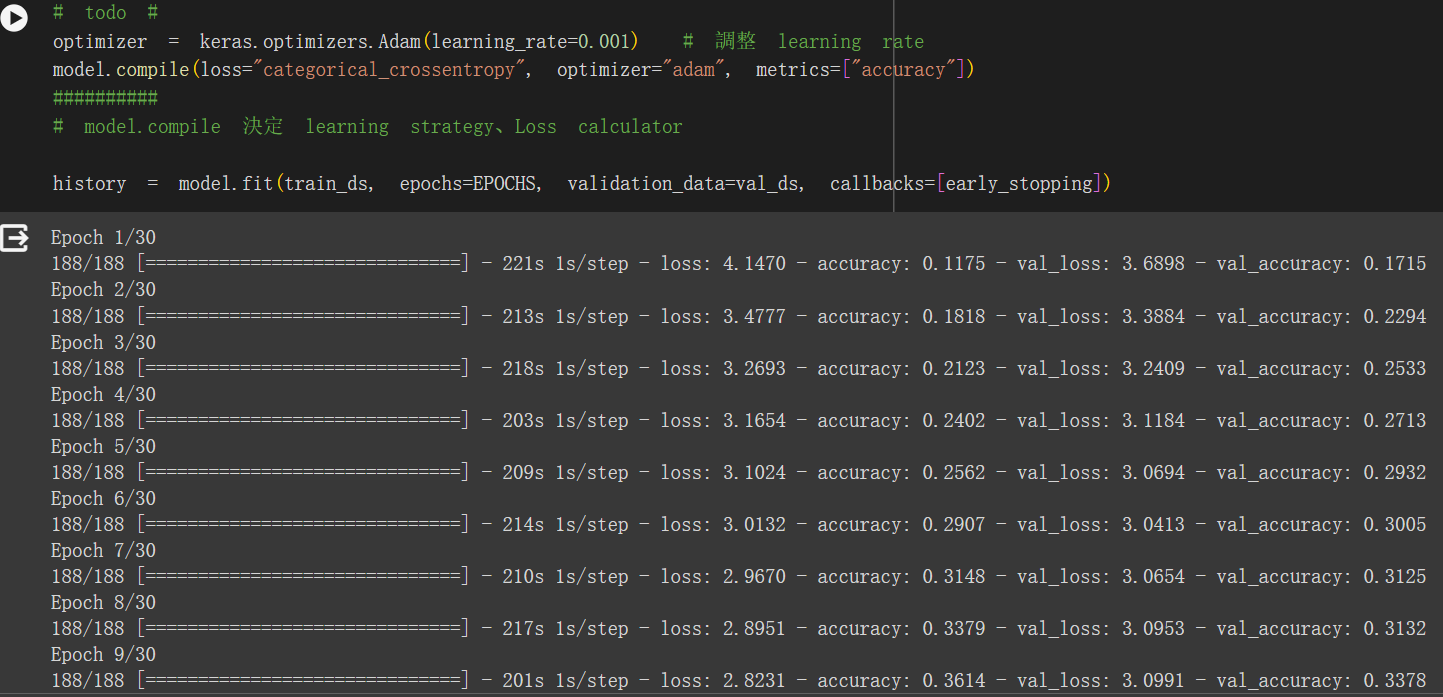 # todo #
optimizer = keras.optimizers.Adam(learning_rate=0.001) # 調整 learning rate
model.compile(loss="categorical_crossentropy", optimizer="adam", metrics=["accuracy"])
##########
# model.compile 決定 learning strategy、Loss calculator
history = model.fit(train_ds, epochs=EPOCHS, validation_data=val_ds, callbacks=[early_stopping])
Epoch 1/30
188/188 [==============================] - 221s 1s/step - loss: 4.1470 - accuracy: 0.1175 - val_loss: 3.6898 - val_accuracy: 0.1715
Epoch 2/30
188/188 [==============================] - 213s 1s/step - loss: 3.4777 - accuracy: 0.1818 - val_loss: 3.3884 - val_accuracy: 0.2294
Epoch 3/30
188/188 [==============================] - 218s 1s/step - loss: 3.2693 - accuracy: 0.2123 - val_loss: 3.2409 - val_accuracy: 0.2533
Epoch 4/30
188/188 [==============================] - 203s 1s/step - loss: 3.1654 - accuracy: 0.2402 - val_loss: 3.1184 - val_accuracy: 0.2713
Epoch 5/30
188/188 [==============================] - 209s 1s/step - loss: 3.1024 - accuracy: 0.2562 - val_loss: 3.0694 - val_accuracy: 0.2932
Epoch 6/30
188/188 [==============================] - 214s 1s/step - loss: 3.0132 - accuracy: 0.2907 - val_loss: 3.0413 - val_accuracy: 0.3005
Epoch 7/30
188/188 [==============================] - 210s 1s/step - loss: 2.9670 - accuracy: 0.3148 - val_loss: 3.0654 - val_accuracy: 0.3125
Epoch 8/30
188/188 [==============================] - 217s 1s/step - loss: 2.8951 - accuracy: 0.3379 - val_loss: 3.0953 - val_accuracy: 0.3132
Epoch 9/30
188/188 [==============================] - 201s 1s/step - loss: 2.8231 - accuracy: 0.3614 - val_loss: 3.0991 - val_accuracy: 0.3378